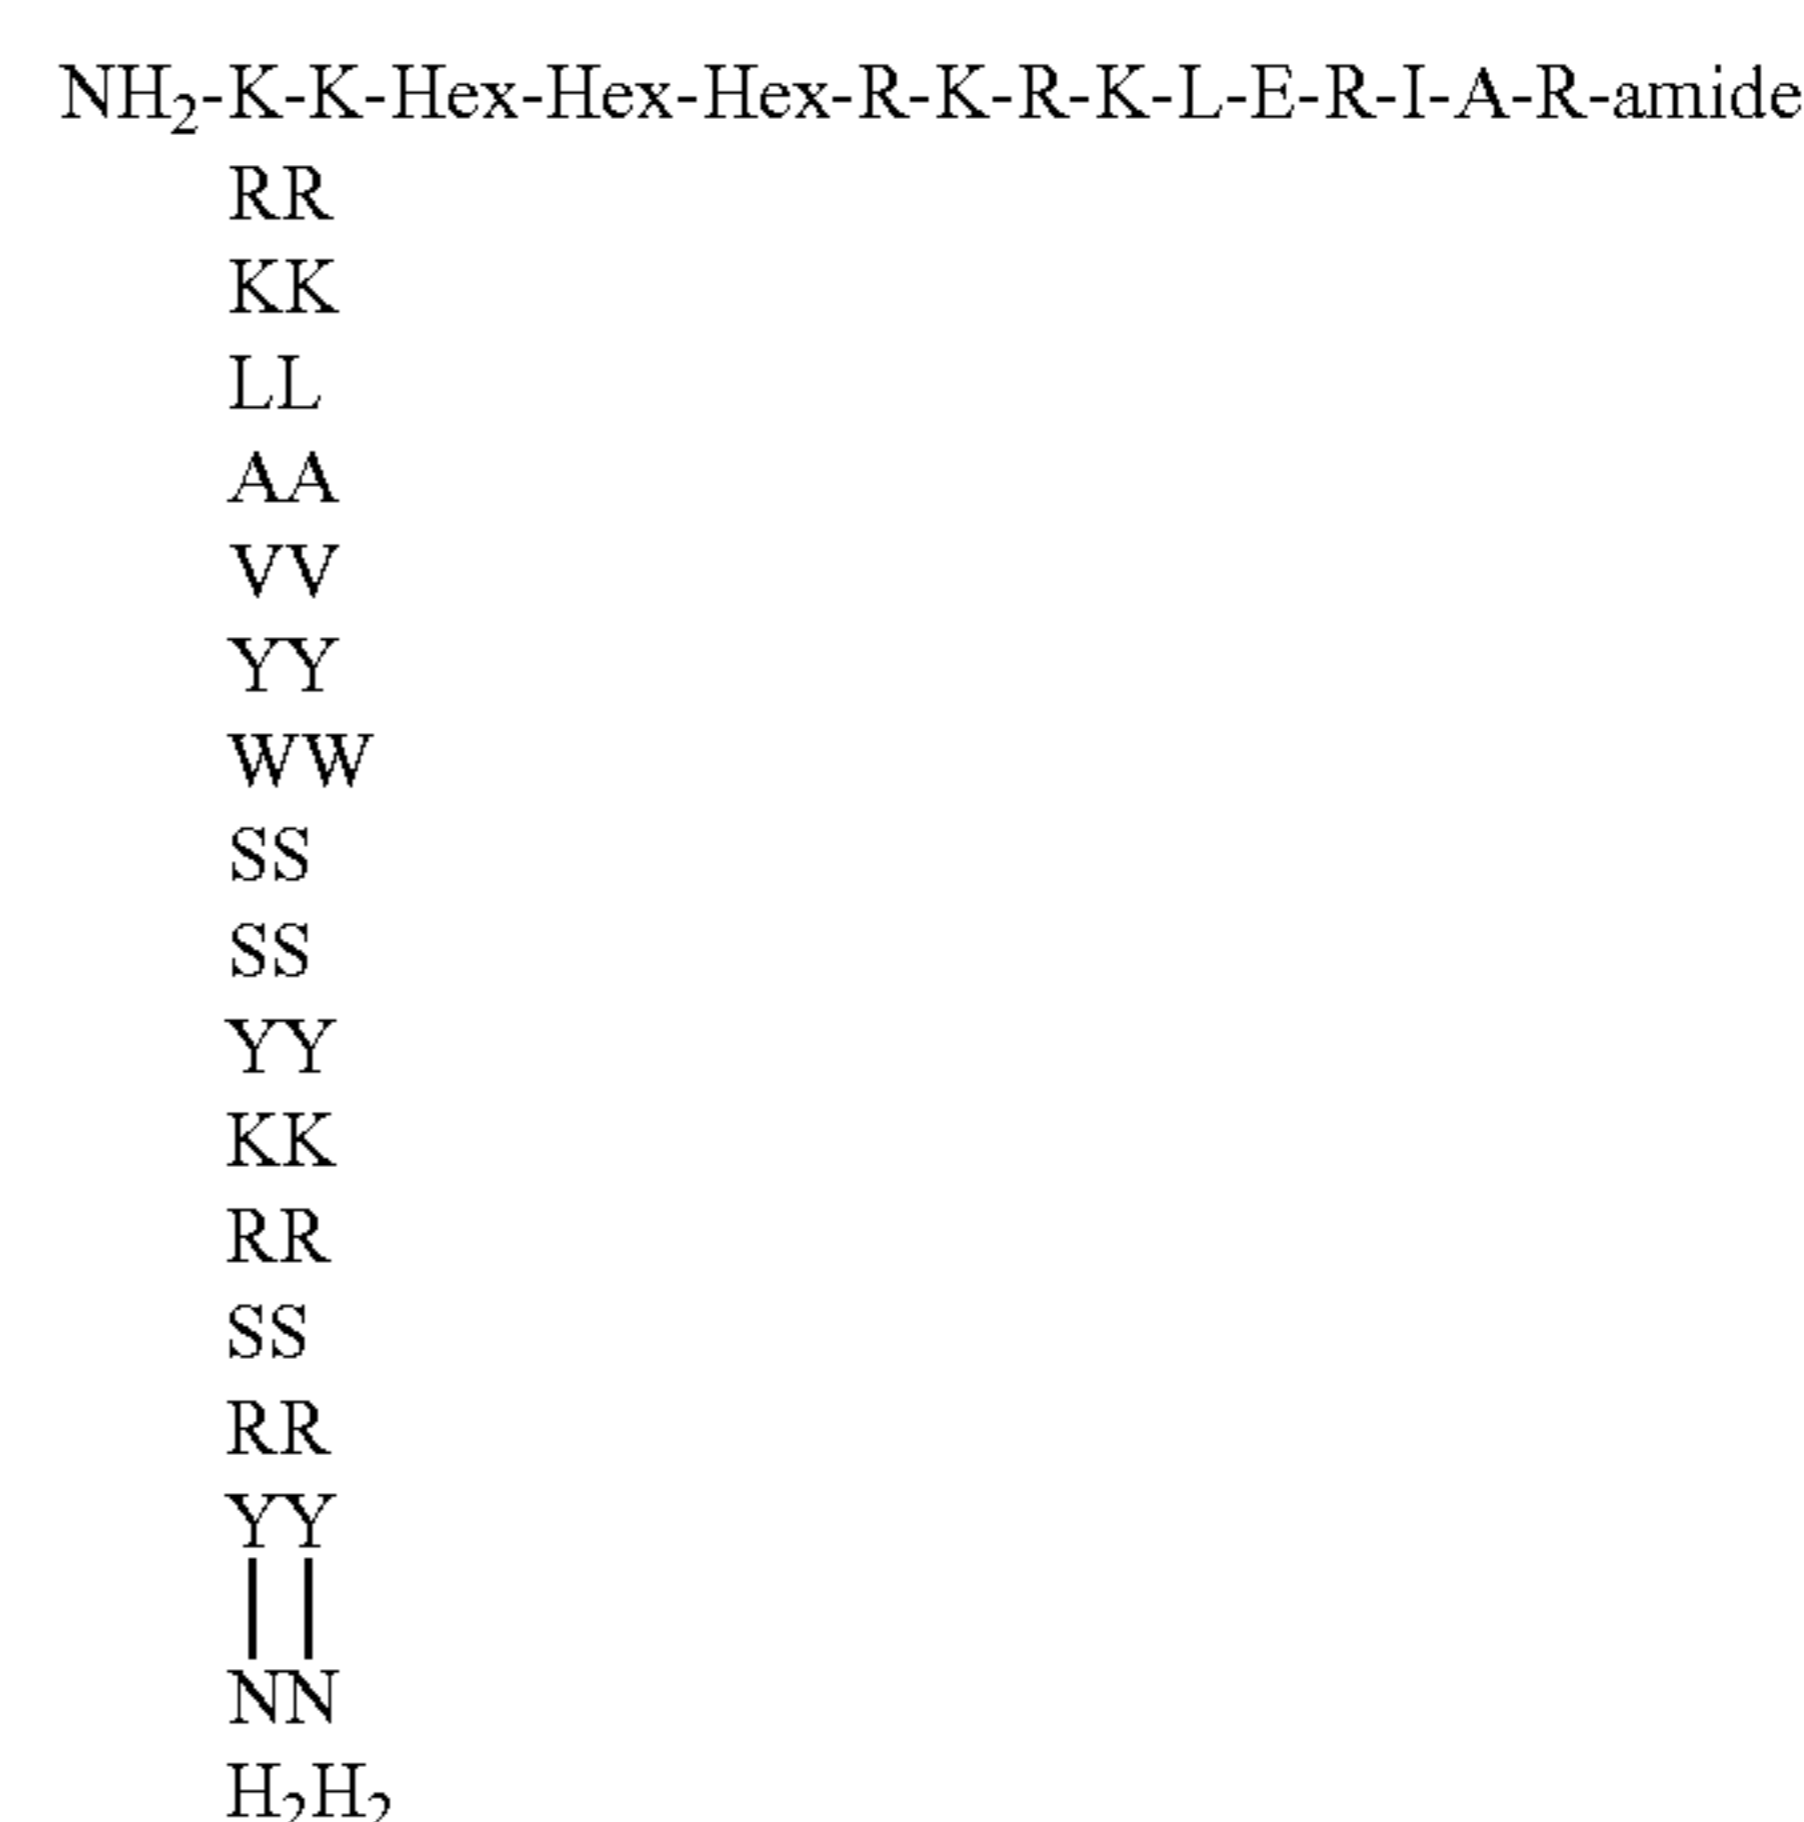 NH₂-K-K-Hex-Hex-Hex-R-K-R-K-L-E-R-I-A-R-amide
RR
KK
LL
AA
VV
YY
WW
SS
SS
YY
KK
RR
SS
RR
YY
NN
H₂H₂